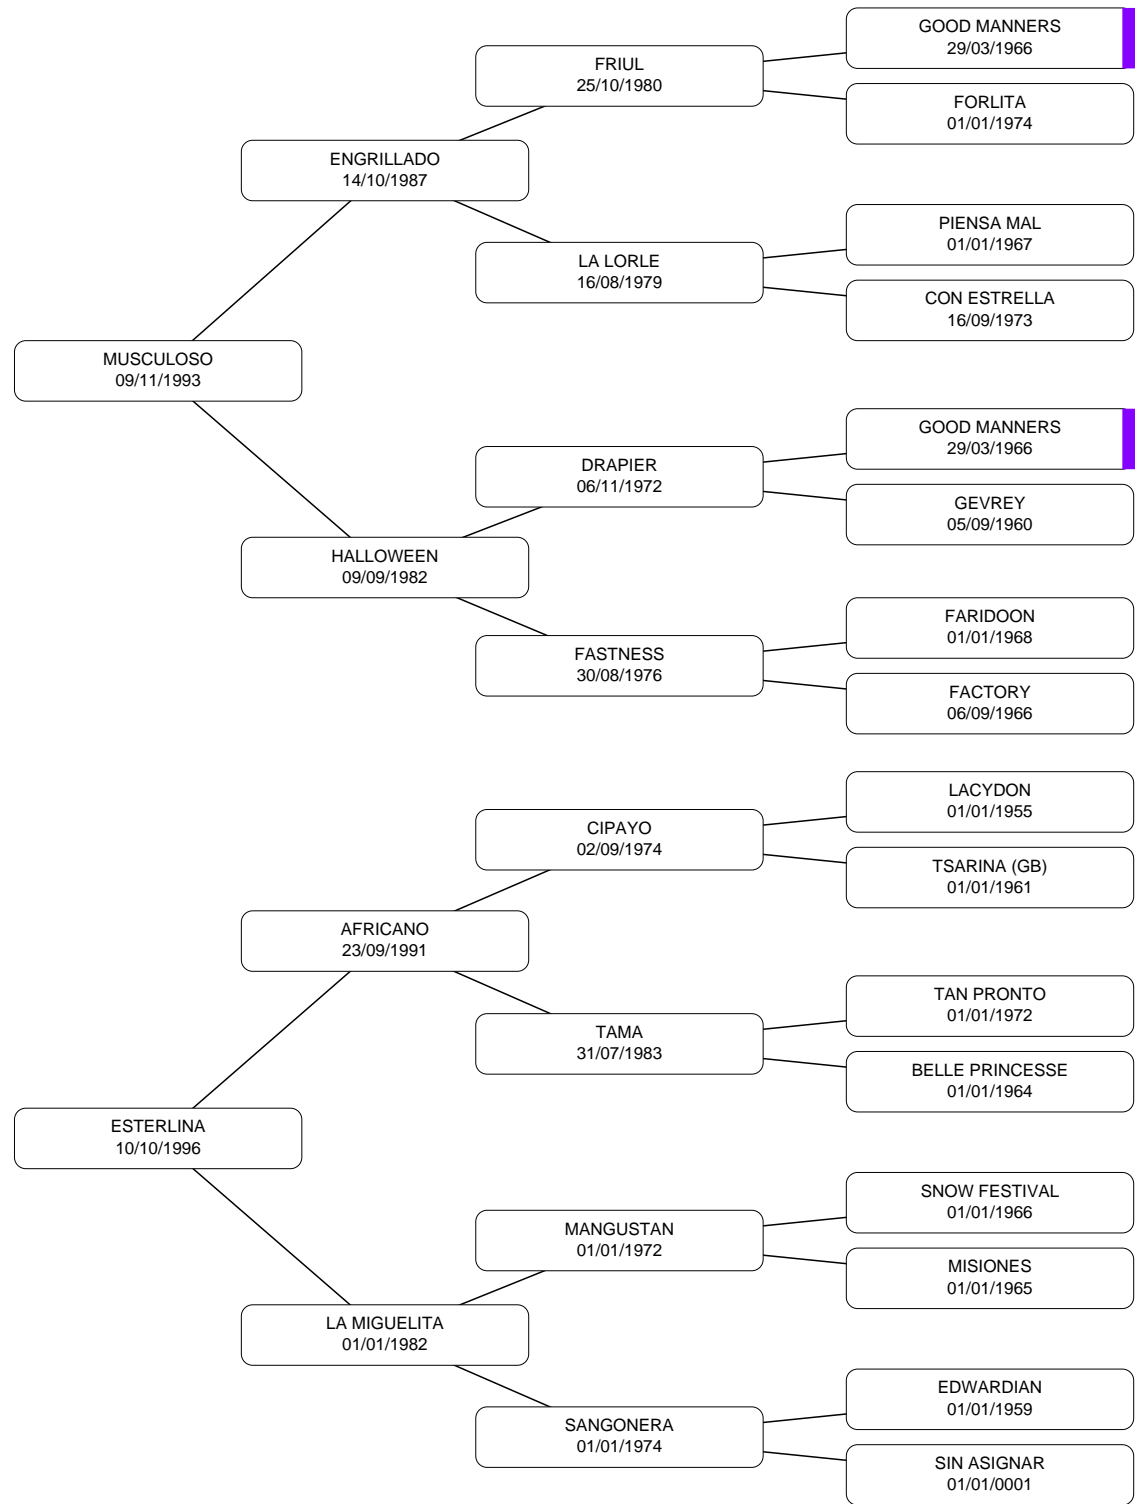 GOOD MANNERS
29/03/1966
FRIUL
25/10/1980
FORLITA
01/01/1974
ENGRILLADO
14/10/1987
PIENSA MAL
01/01/1967
LA LORLE
16/08/1979
CON ESTRELLA
16/09/1973
MUSCULOSO
09/11/1993
GOOD MANNERS
29/03/1966
DRAPIER
06/11/1972
GEVREY
05/09/1960
HALLOWEEN
09/09/1982
FARIDOON
01/01/1968
FASTNESS
30/08/1976
FACTORY
06/09/1966
LACYDON
01/01/1955
CIPAYO
02/09/1974
TSARINA (GB)
01/01/1961
AFRICANO
23/09/1991
TAN PRONTO
01/01/1972
TAMA
31/07/1983
BELLE PRINCESSE
01/01/1964
ESTERLINA
10/10/1996
SNOW FESTIVAL
01/01/1966
MANGUSTAN
01/01/1972
MISIONES
01/01/1965
LA MIGUELITA
01/01/1982
EDWARDIAN
01/01/1959
SANGONERA
01/01/1974
SIN ASIGNAR
01/01/0001